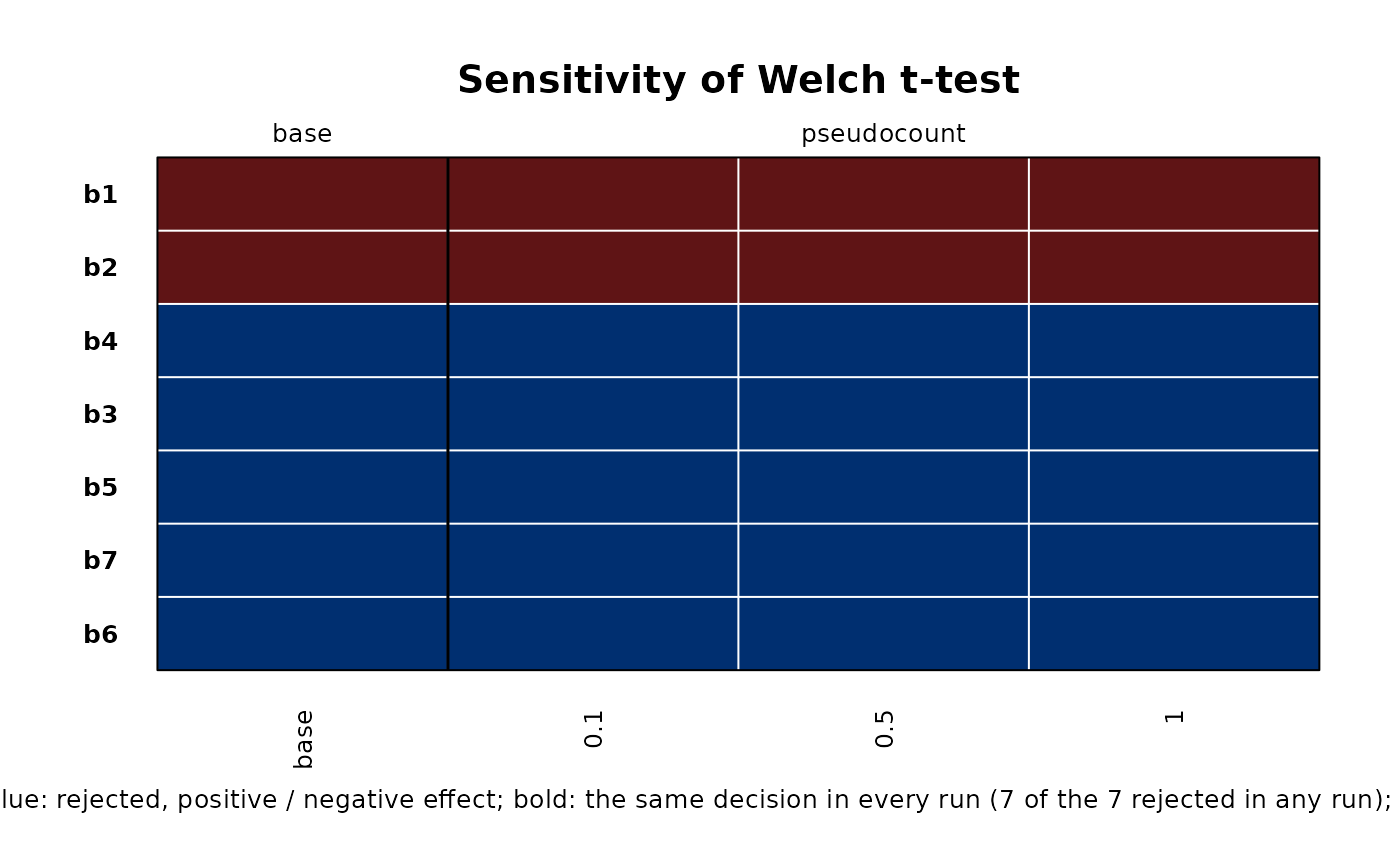 Sensitivity of Welch t-test
base pseudocount
b1
b2
b4
b3
b5
b7
b6
base 0.1 0.5 1
lue: rejected, positive / negative effect; bold: the same decision in every run (7 of the 7 rejected in any run);